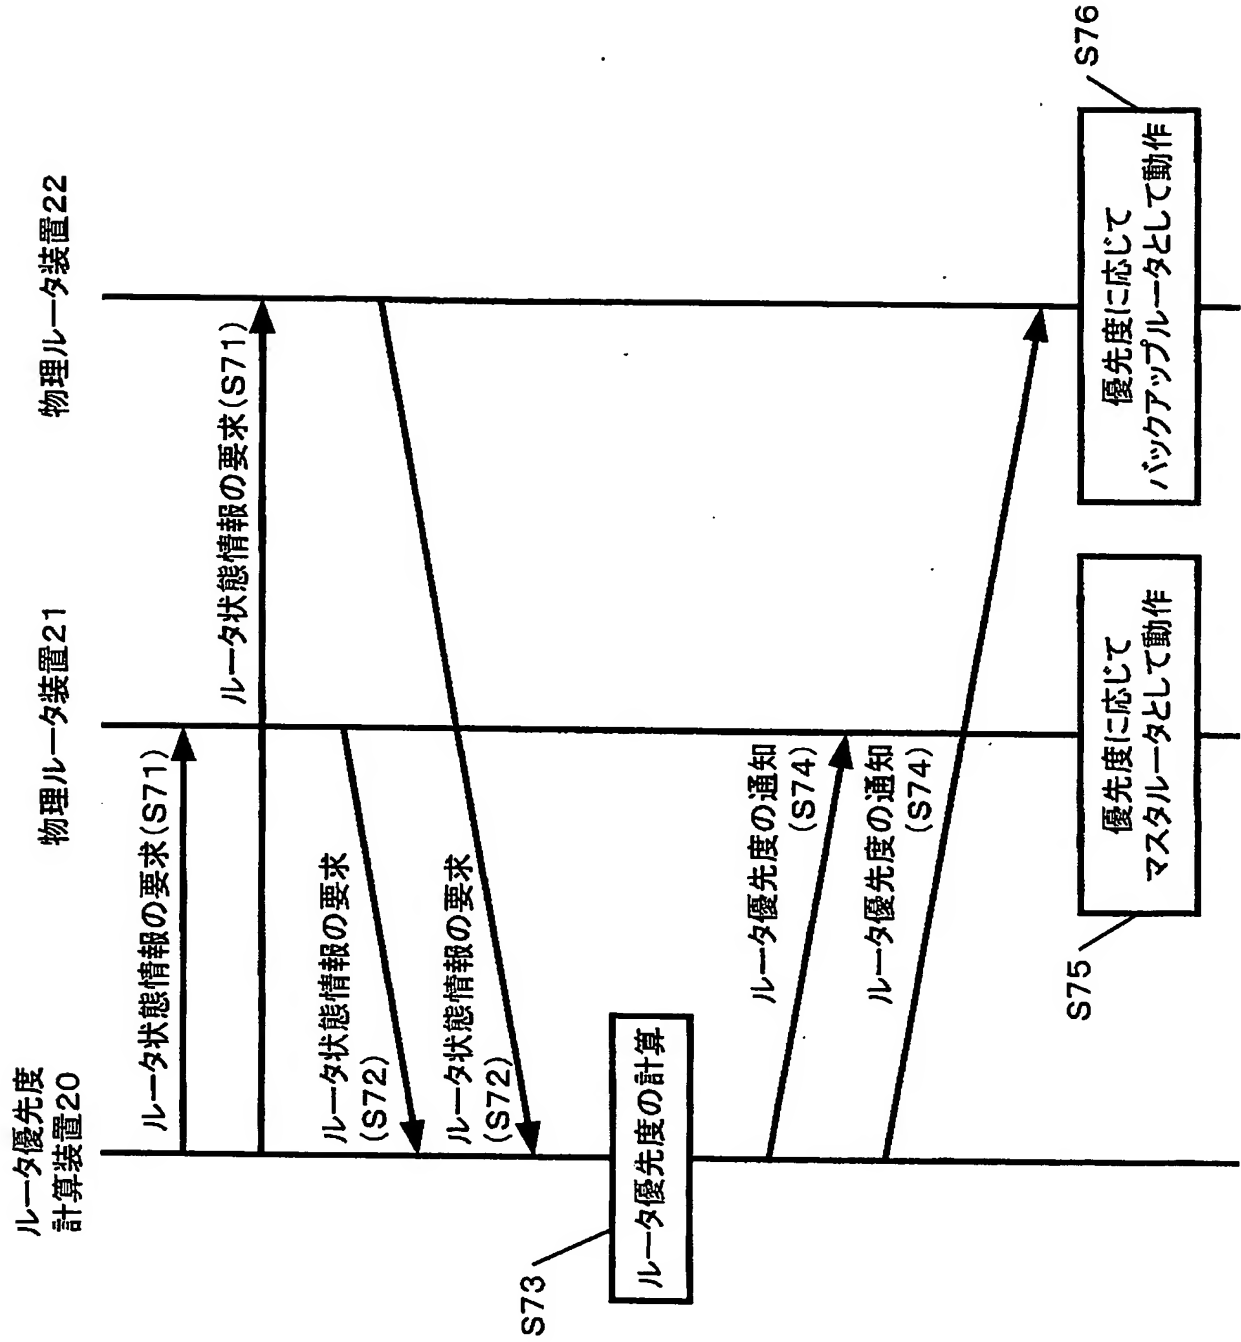 ルータ優先度
計算装置20
物理ルータ装置21
物理ルータ装置22
ルータ状態情報の要求(S71)
ルータ状態情報の要求(S71)
ルータ状態情報の要求
(S72)
ルータ状態情報の要求
(S72)
S73
ルータ優先度の計算
ルータ優先度の通知
(S74)
ルータ優先度の通知
(S74)
S75
優先度に応じて
マスタルータとして動作
優先度に応じて
バックアップルータとして動作
S76